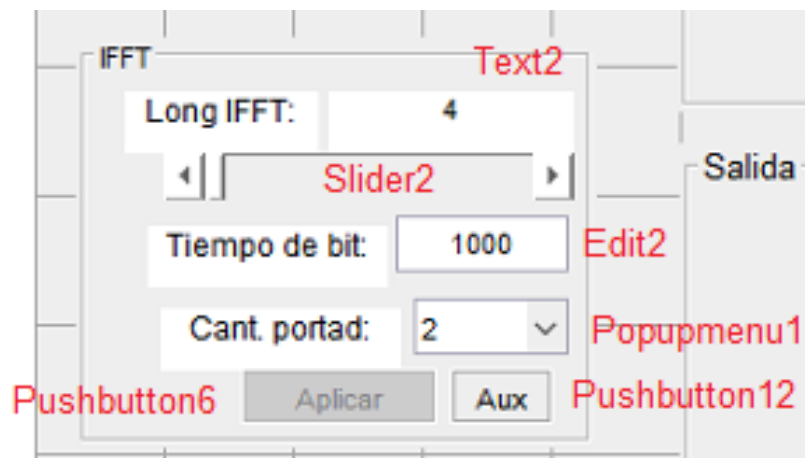 IFFT
Text2
Long IFFT: 4
Slider2
Salida
Tiempo de bit: 1000 Edit2
Cant. portad: 2 Popupmenu1
Pushbutton6 Aplicar Aux Pushbutton12